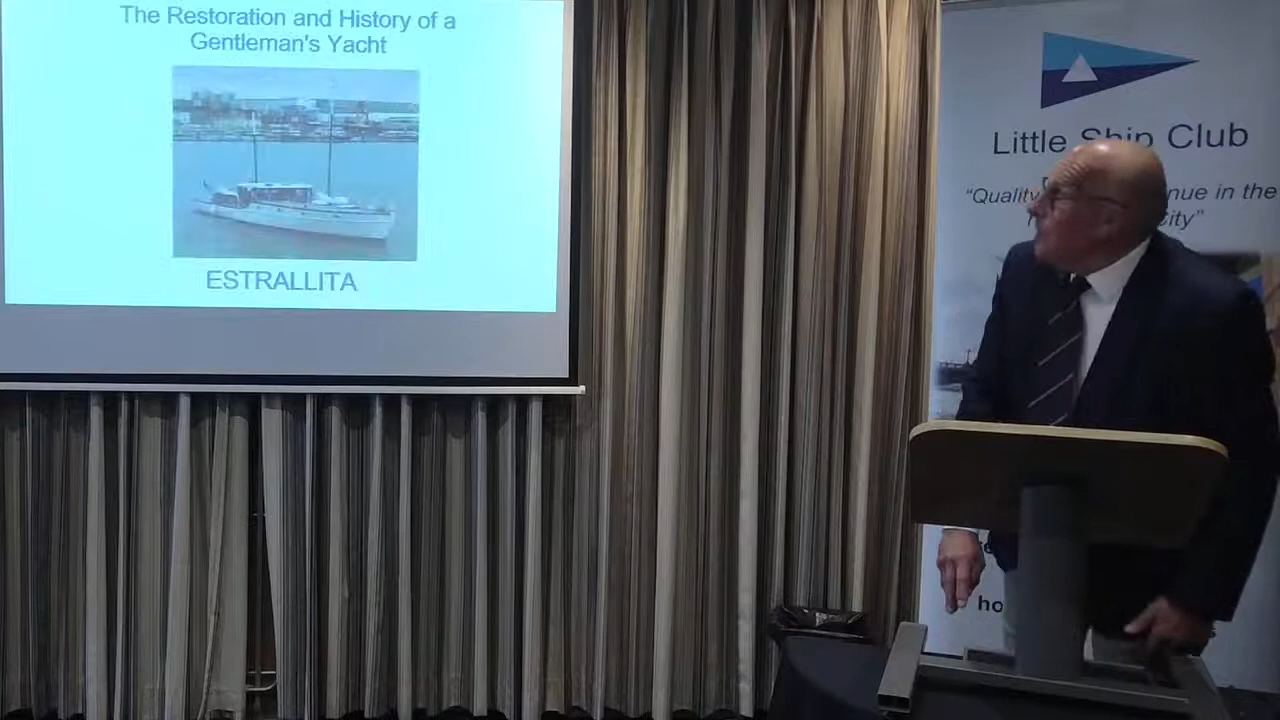 The Restoration and History of a
Gentleman's Yacht
ESTRALLITA
Little Ship Club
"Quality nue in the
City"
ho